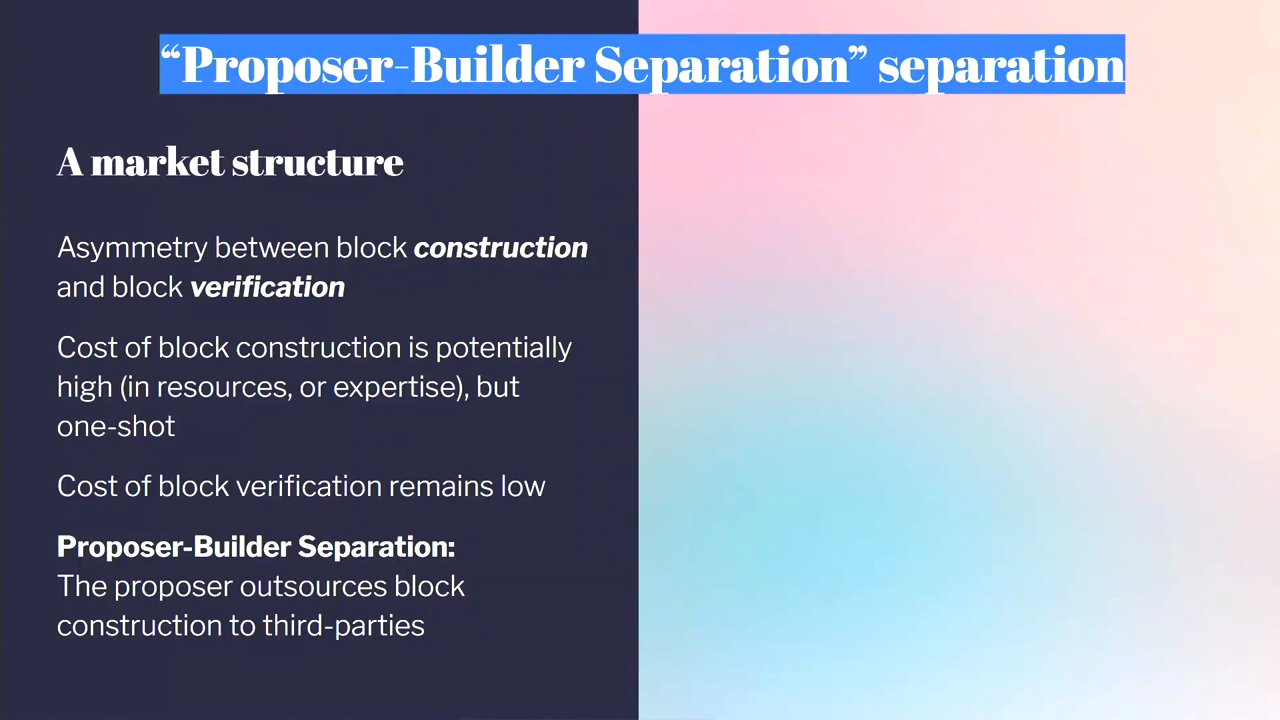 “Proposer-Builder Separation” separation
A market structure
Asymmetry between block construction
and block verification
Cost of block construction is potentially
high (in resources, or expertise), but
one-shot
Cost of block verification remains low
Proposer-Builder Separation:
The proposer outsources block
construction to third-parties